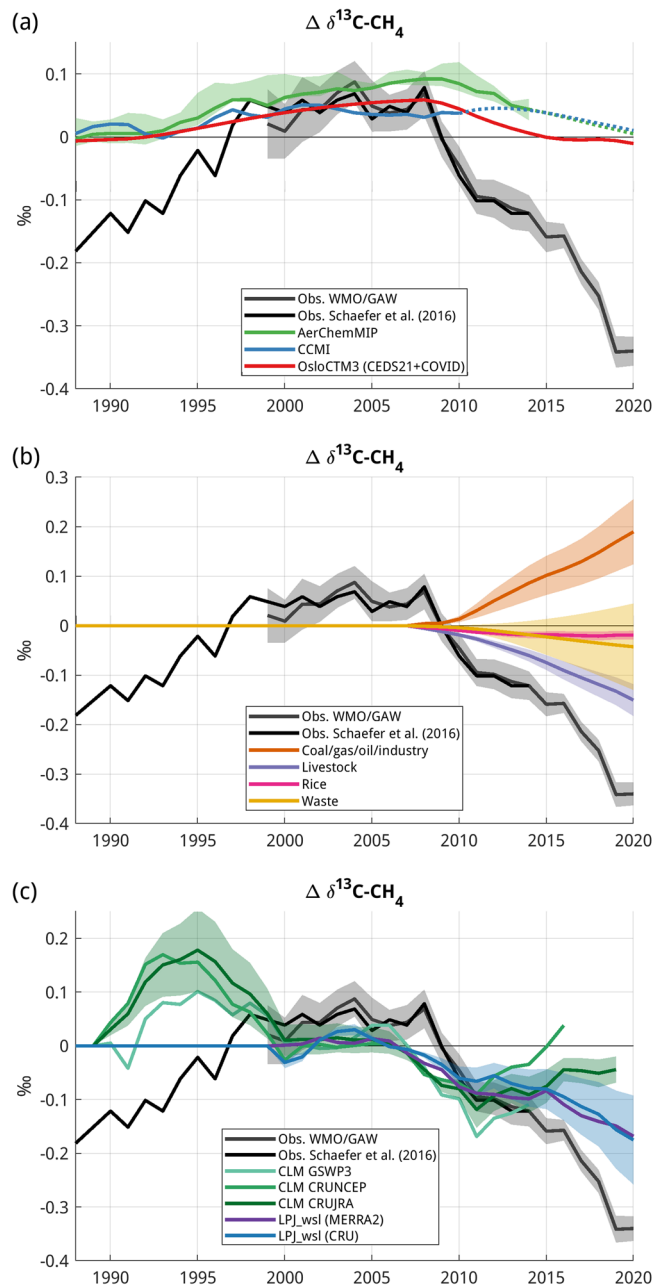 (a)
Δ δ¹³C-CH₄
0.1
0
-0.1
-0.2
-0.3
-0.4
‰
Obs. WMO/GAW
Obs. Schaefer et al. (2016)
AerChemMIP
CCMI
OsloCTM3 (CEDS21+COVID)
1990 1995 2000 2005 2010 2015 2020
(b)
Δ δ¹³C-CH₄
0.3
0.2
0.1
0
-0.1
-0.2
-0.3
-0.4
‰
Obs. WMO/GAW
Obs. Schaefer et al. (2016)
Coal/gas/oil/industry
Livestock
Rice
Waste
1990 1995 2000 2005 2010 2015 2020
(c)
Δ δ¹³C-CH₄
0.2
0.1
0
-0.1
-0.2
-0.3
-0.4
‰
Obs. WMO/GAW
Obs. Schaefer et al. (2016)
CLM GSWP3
CLM CRUNCEP
CLM CRUJRA
LPJ_wsl (MERRA2)
LPJ_wsl (CRU)
1990 1995 2000 2005 2010 2015 2020